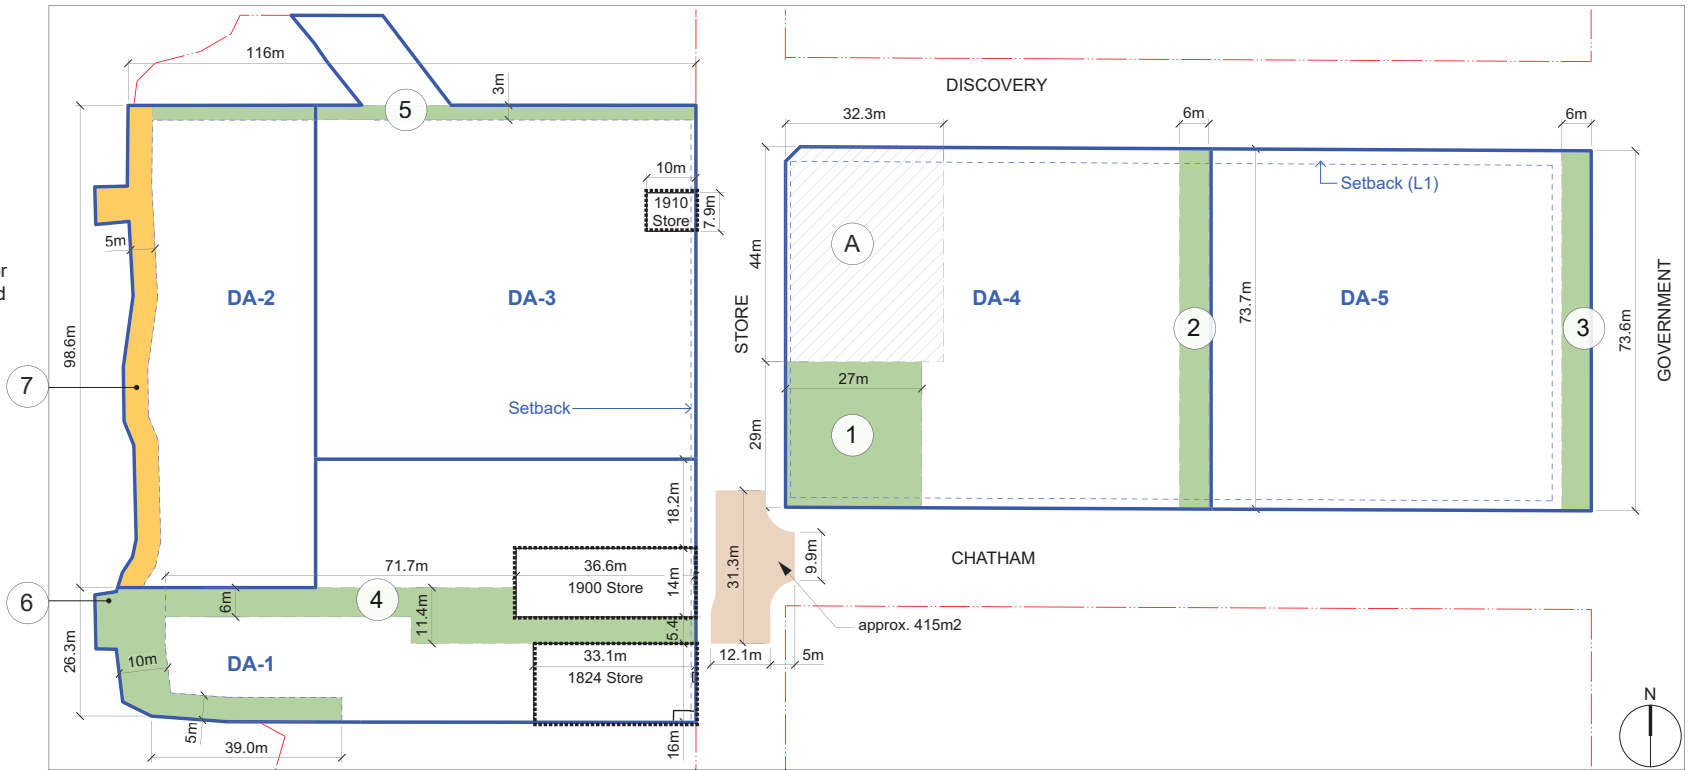 116m
3m
5
DISCOVERY
32.3m
6m
6m
10m
1910
Store
7.9m
Setback (L1)
5m
A
44m
or
d
DA-2
DA-3
STORE
DA-4
73.7m
DA-5
GOVERNMENT
98.6m
2
3
73.6m
7
27m
Setback
29m
1
18.2m
CHATHAM
71.7m
36.6m
1900 Store
14m
31.3m
9.9m
6
4
6m
11.4m
5.4
approx. 415m2
26.3m
10m
DA-1
33.1m
1824 Store
12.1m
5m
5m
39.0m
16m
N